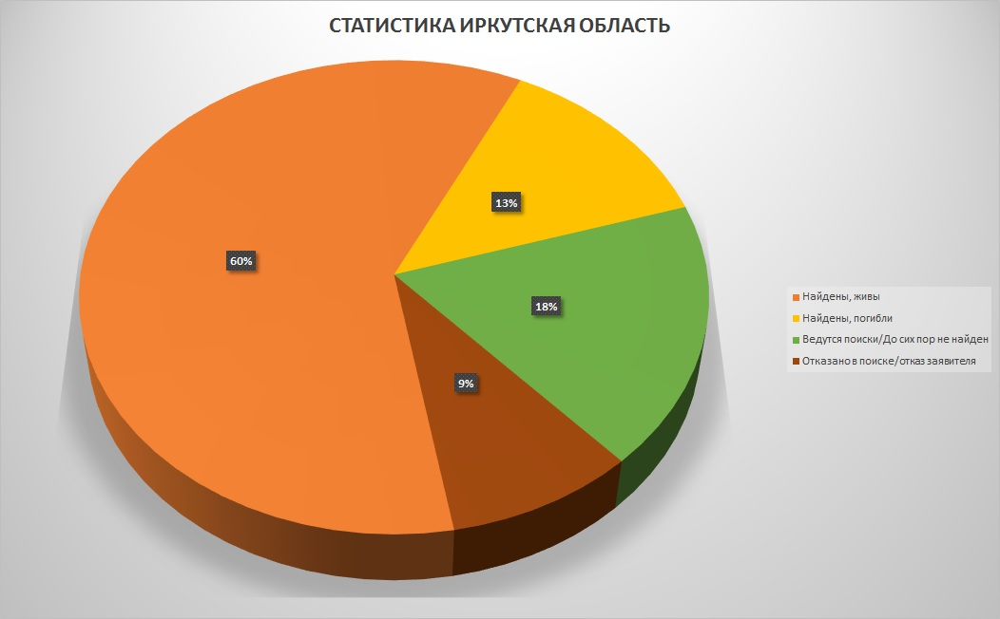 СТАТИСТИКА ИРКУТСКАЯ ОБЛАСТЬ
13%
60%
18%
9%
Найдены, живы
Найдены, погибли
Ведутся поиски/До сих пор не найден
Отказано в поиске/отказ заявителя